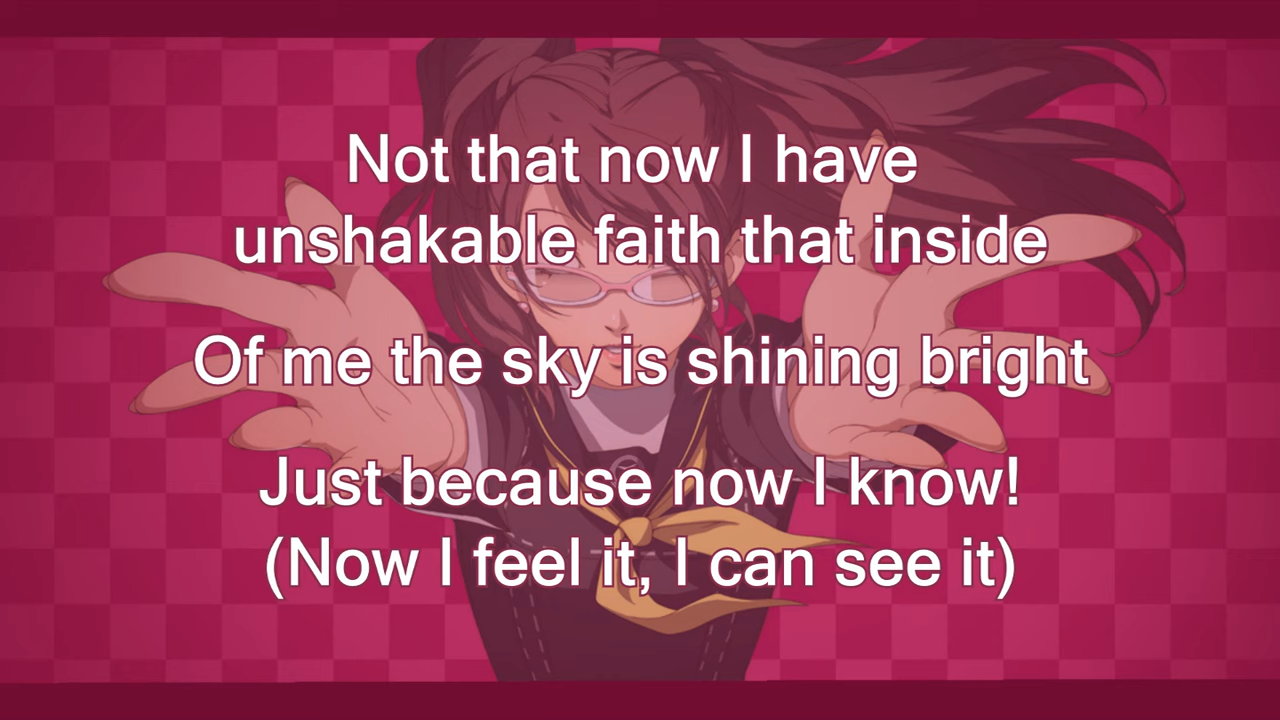 Not that now I have
unshakable faith that inside
Of me the sky is shining bright
Just because now I know!
(Now I feel it, I can see it)